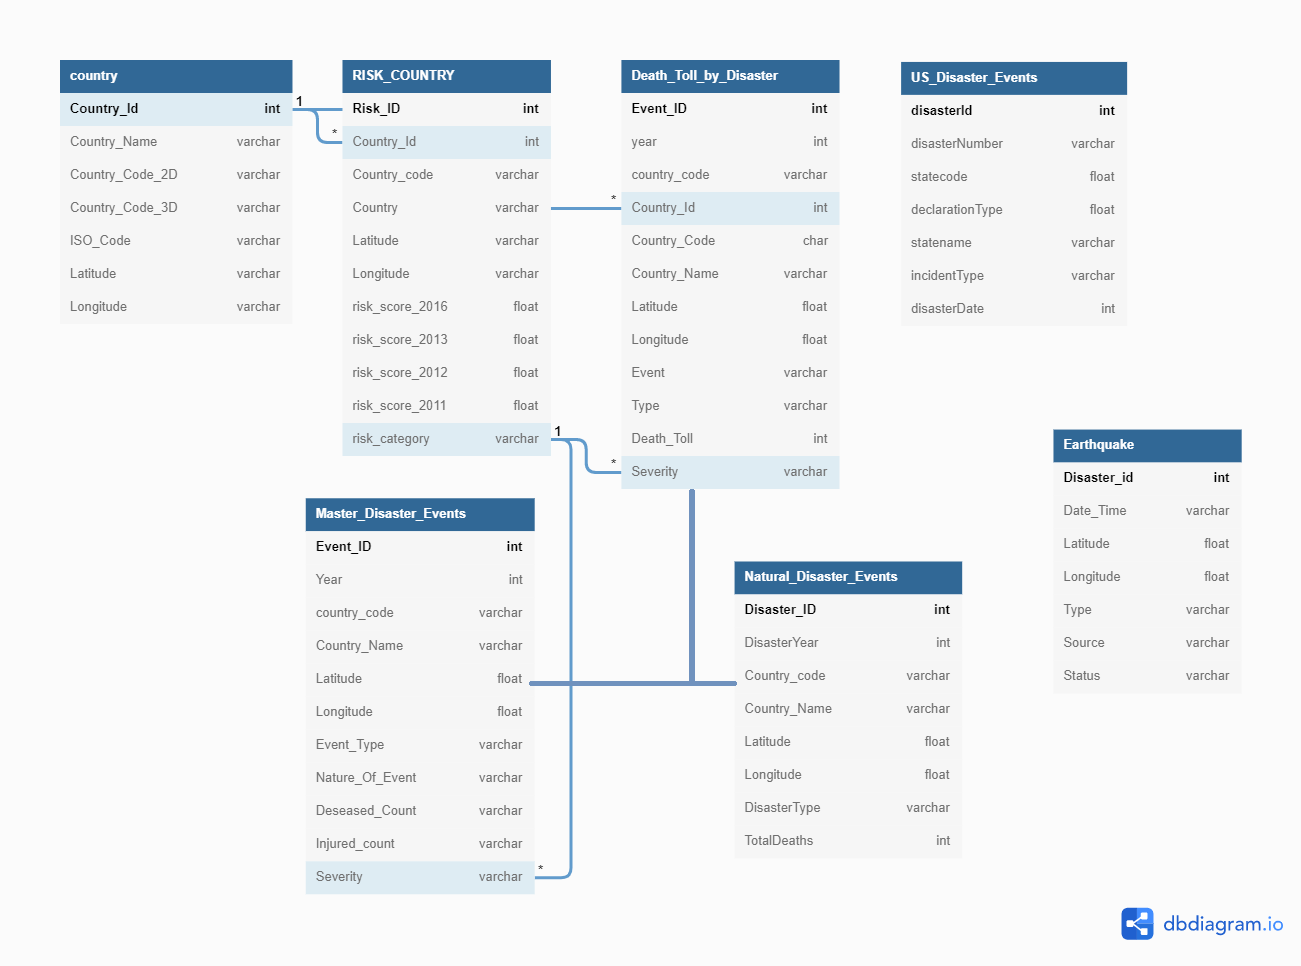 country
Country_Id int
Country_Name varchar
Country_Code_2D varchar
Country_Code_3D varchar
ISO_Code varchar
Latitude varchar
Longitude varchar
1
*
RISK_COUNTRY
Risk_ID int
Country_Id int
Country_code varchar
Country varchar
Latitude varchar
Longitude varchar
risk_score_2016 float
risk_score_2013 float
risk_score_2012 float
risk_score_2011 float
risk_category varchar
1
*
*
Death_Toll_by_Disaster
Event_ID int
year int
country_code varchar
Country_Id int
Country_Code char
Country_Name varchar
Latitude float
Longitude float
Event varchar
Type varchar
Death_Toll int
Severity varchar
US_Disaster_Events
disasterId int
disasterNumber varchar
statecode float
declarationType float
statename varchar
incidentType varchar
disasterDate int
Master_Disaster_Events
Event_ID int
Year int
country_code varchar
Country_Name varchar
Latitude float
Longitude float
Event_Type varchar
Nature_Of_Event varchar
Deseased_Count varchar
Injured_count varchar
Severity varchar
*
Natural_Disaster_Events
Disaster_ID int
DisasterYear int
Country_code varchar
Country_Name varchar
Latitude float
Longitude float
DisasterType varchar
TotalDeaths int
Earthquake
Disaster_id int
Date_Time varchar
Latitude float
Longitude float
Type varchar
Source varchar
Status varchar
dbdiagram.io